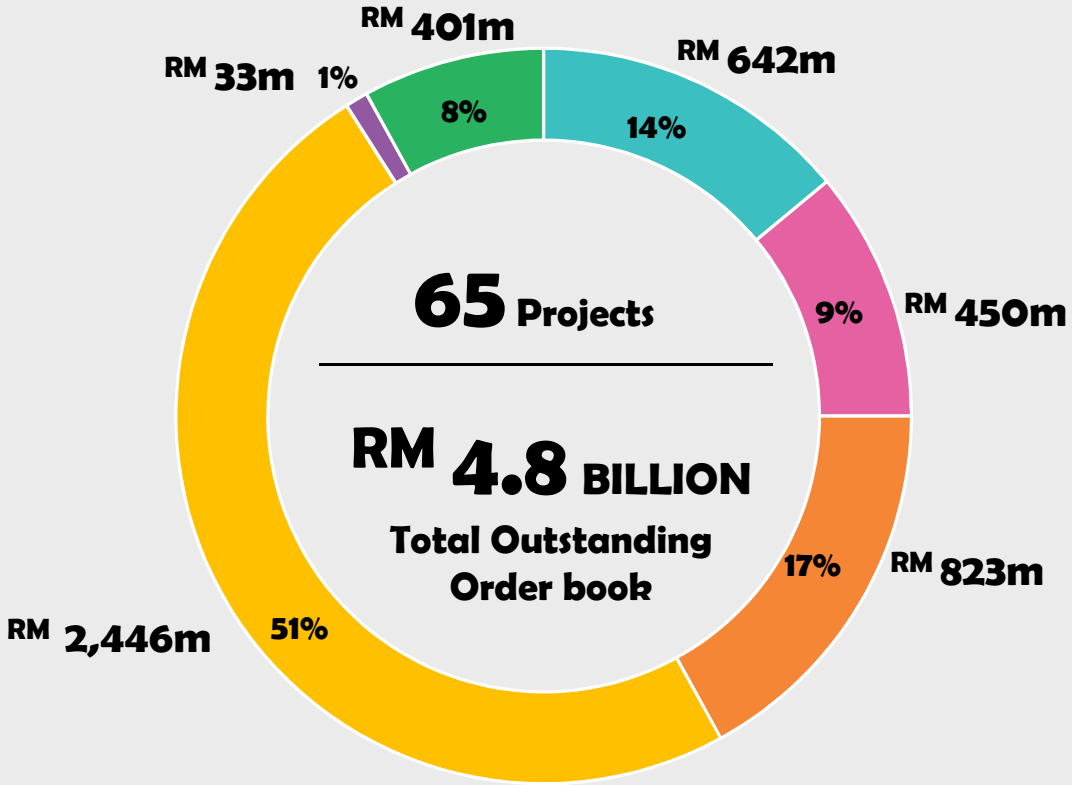 RM 401m
RM 642m
RM 33m 1%
8%
14%
65 Projects
9%
RM 450m
RM 4.8 BILLION
Total Outstanding
Order book
17%
RM 823m
RM 2,446m
51%